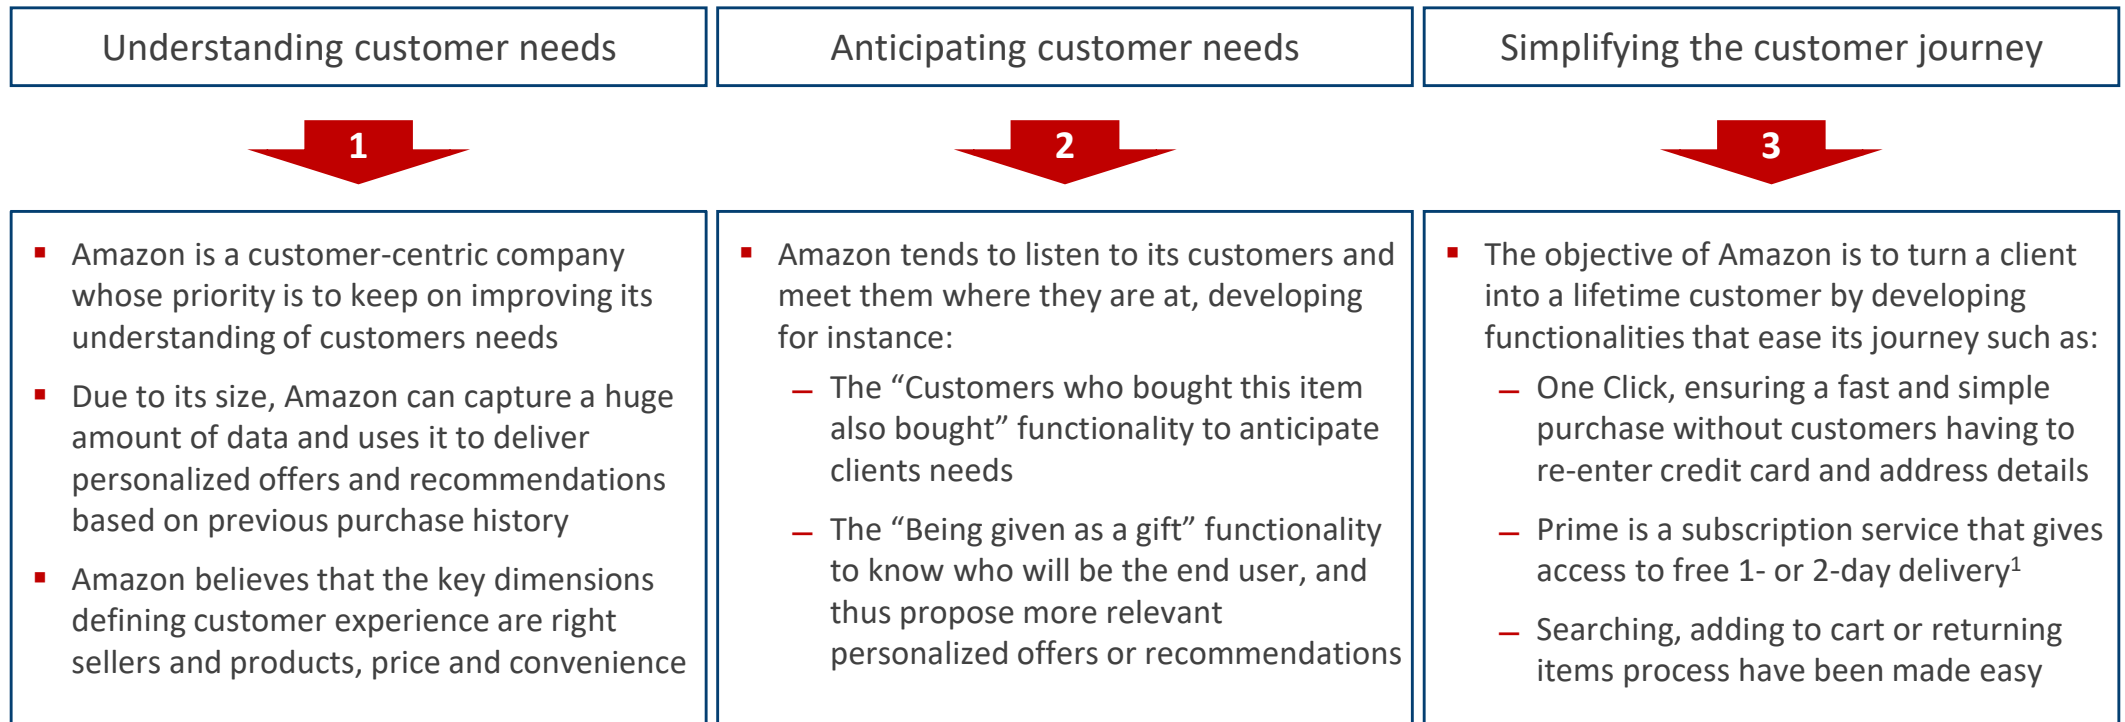 Understanding customer needs
Anticipating customer needs
Simplifying the customer journey
1
2
3
▪ Amazon is a customer-centric company
whose priority is to keep on improving its
understanding of customers needs
▪ Due to its size, Amazon can capture a huge
amount of data and uses it to deliver
personalized offers and recommendations
based on previous purchase history
▪ Amazon believes that the key dimensions
defining customer experience are right
sellers and products, price and convenience
▪ Amazon tends to listen to its customers and
meet them where they are at, developing
for instance:
– The “Customers who bought this item
also bought” functionality to anticipate
clients needs
– The “Being given as a gift” functionality
to know who will be the end user, and
thus propose more relevant
personalized offers or recommendations
▪ The objective of Amazon is to turn a client
into a lifetime customer by developing
functionalities that ease its journey such as:
– One Click, ensuring a fast and simple
purchase without customers having to
re-enter credit card and address details
– Prime is a subscription service that gives
access to free 1- or 2-day delivery¹
– Searching, adding to cart or returning
items process have been made easy